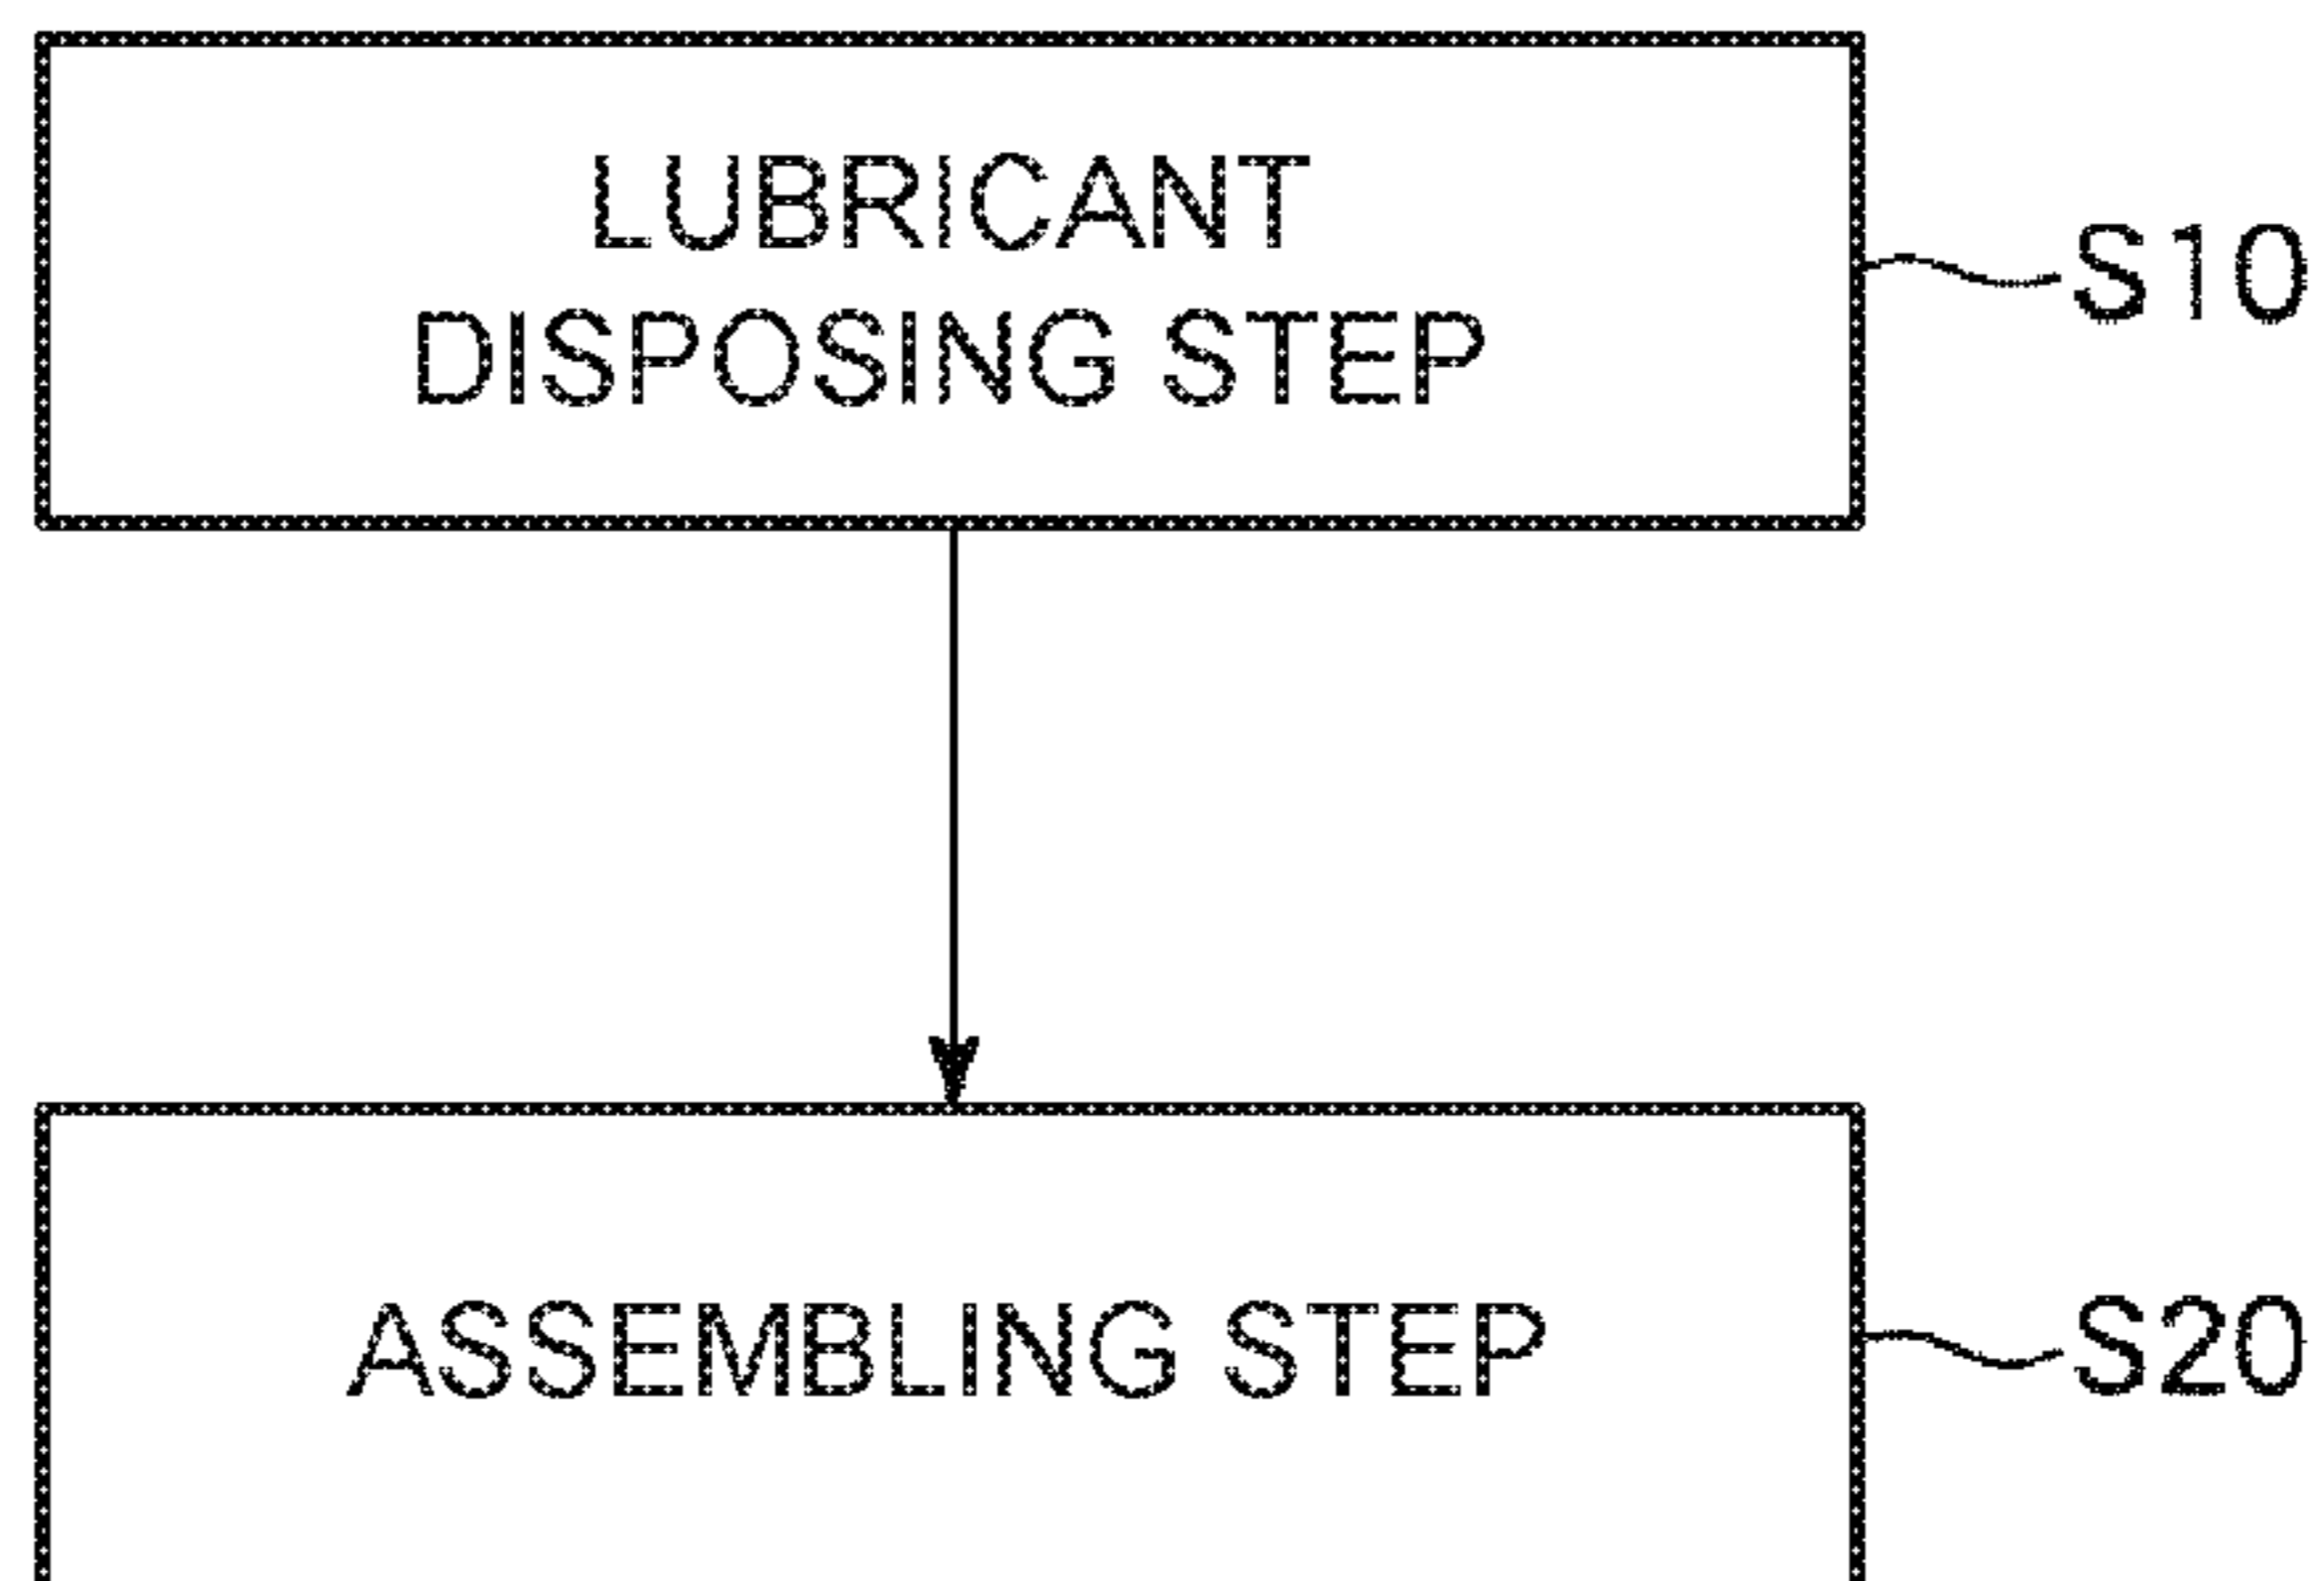 LUBRICANT
DISPOSING STEP
S10
ASSEMBLING STEP
S20